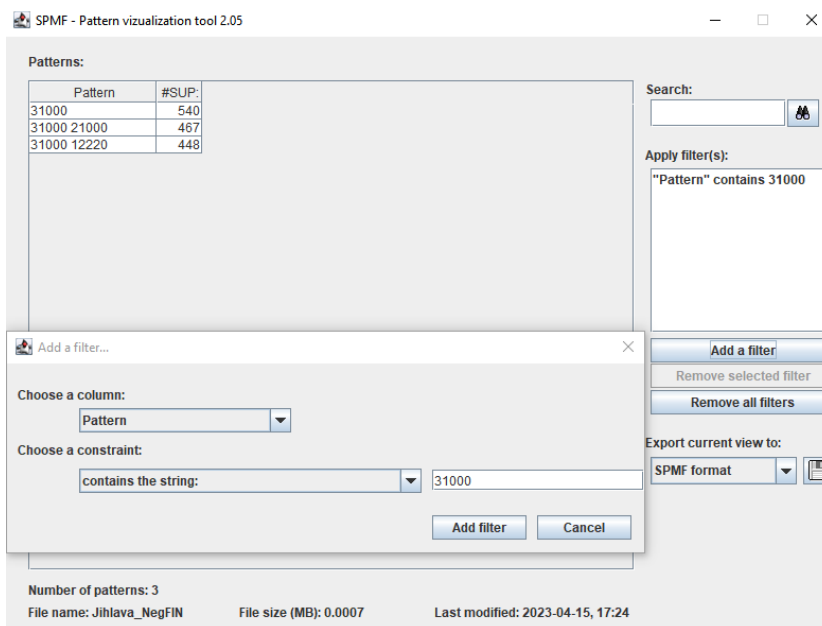 SPMF - Pattern vizualization tool 2.05
Patterns:
Pattern #SUP:
31000 540
31000 21000 467
31000 12220 448
Search:
Apply filter(s):
"Pattern" contains 31000
Add a filter
Remove selected filter
Remove all filters
Export current view to:
SPMF format
Add a filter...
Choose a column:
Pattern
Choose a constraint:
contains the string: 31000
Add filter Cancel
Number of patterns: 3
File name: Jihlava_NegFIN File size (MB): 0.0007 Last modified: 2023-04-15, 17:24